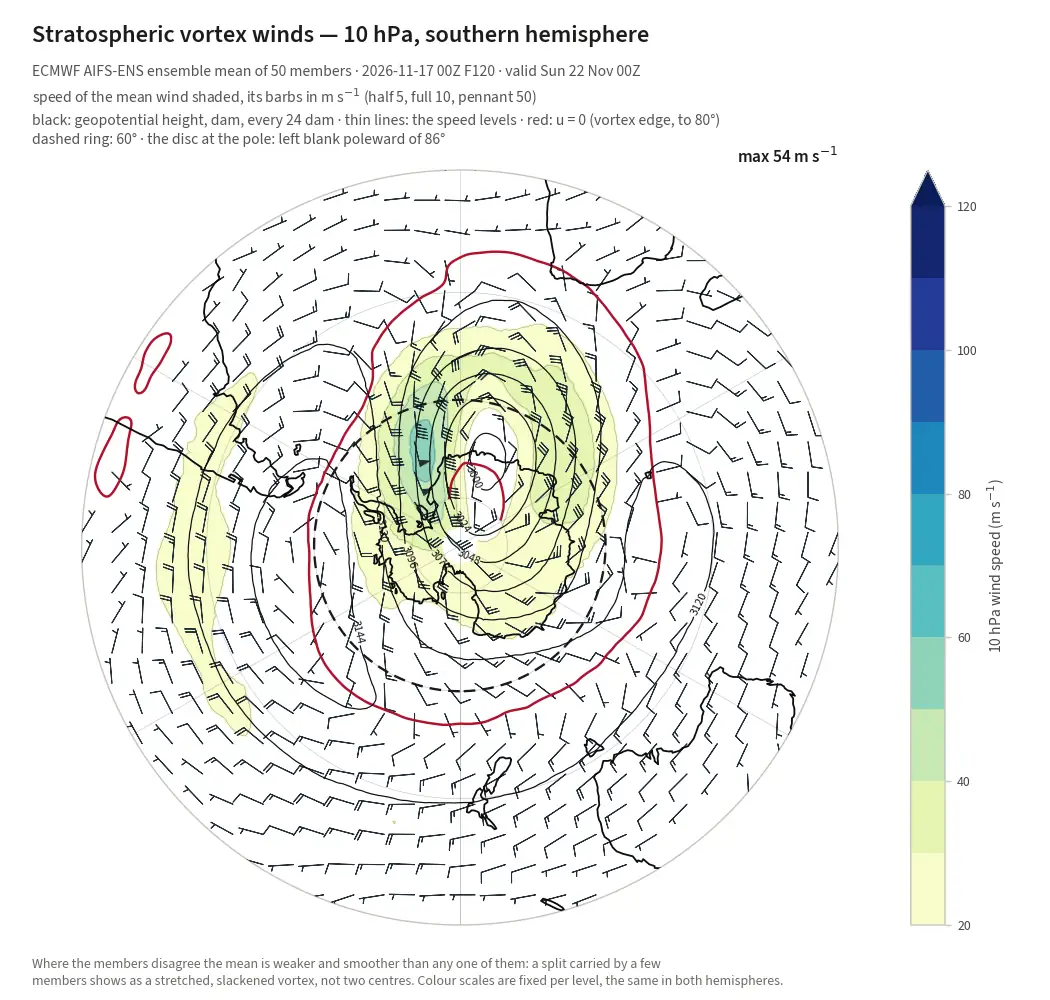 Stratospheric vortex winds — 10 hPa, southern hemisphere
ECMWF AIFS-ENS ensemble mean of 50 members · 2026-11-17 00Z F120 · valid Sun 22 Nov 00Z
speed of the mean wind shaded, its barbs in m s⁻¹ (half 5, full 10, pennant 50)
black: geopotential height, dam, every 24 dam · thin lines: the speed levels · red: u = 0 (vortex edge, to 80°)
dashed ring: 60° · the disc at the pole: left blank poleward of 86°
max 54 m s⁻¹
120
100
80
60
40
20
10 hPa wind speed (m s⁻¹)
3000
3024
3048
3096
3120
3144
Where the members disagree the mean is weaker and smoother than any one of them: a split carried by a few
members shows as a stretched, slackened vortex, not two centres. Colour scales are fixed per level, the same in both hemispheres.